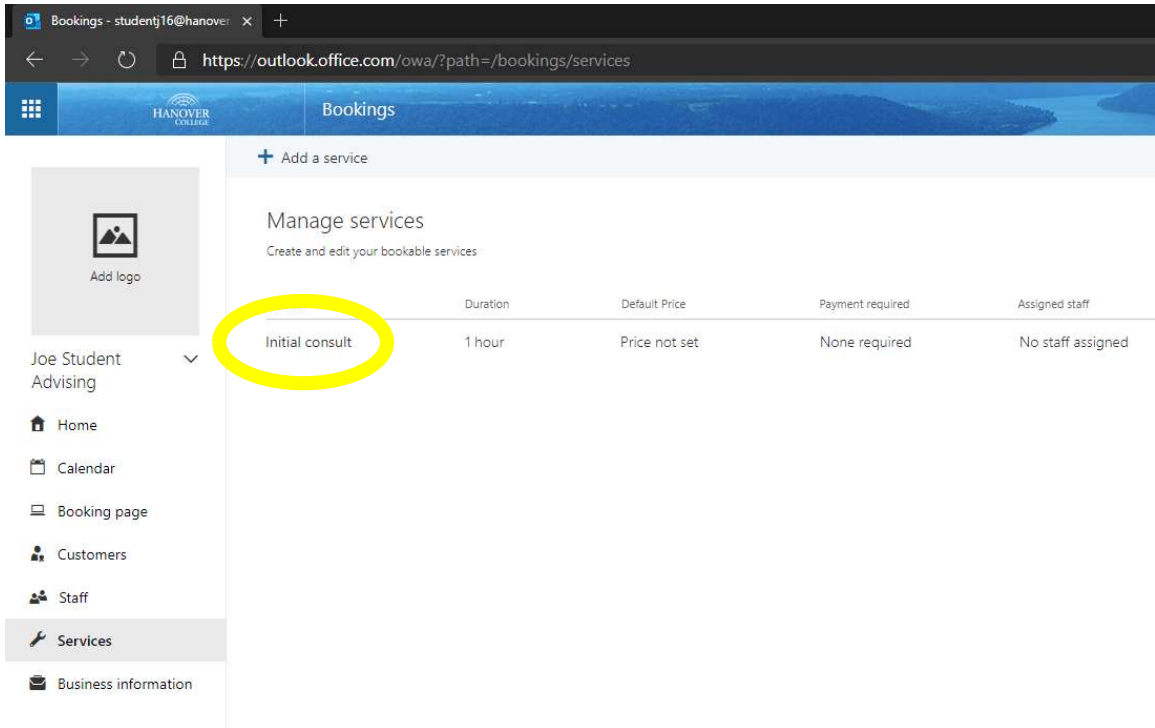 Bookings - studentj16@hanover
https://outlook.office.com/owa/?path=/bookings/services
HANOVER
COLLEGE
Bookings
Add a service
Add logo
Manage services
Create and edit your bookable services
Duration Default Price Payment required Assigned staff
Initial consult 1 hour Price not set None required No staff assigned
Joe Student
Advising
Home
Calendar
Booking page
Customers
Staff
Services
Business information